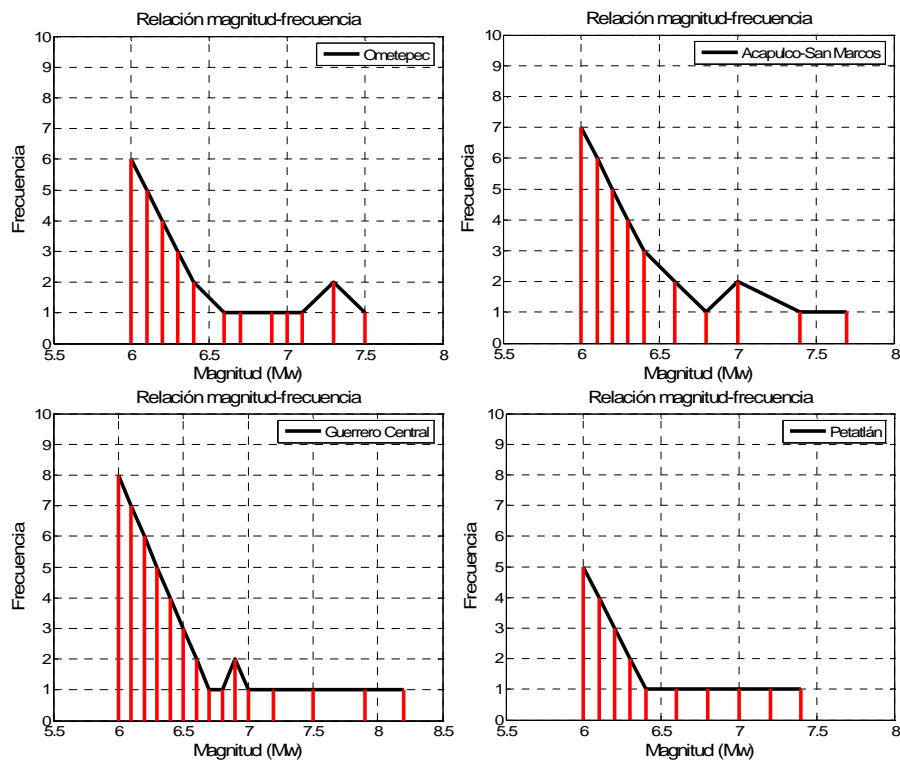 Relación magnitud-frecuencia
Ometepec
10
9
8
7
6
5
4
3
2
1
0
5.5 6 6.5 7 7.5 8
Frecuencia
Magnitud (Mw)
Relación magnitud-frecuencia
Acapulco-San Marcos
10
9
8
7
6
5
4
3
2
1
0
5.5 6 6.5 7 7.5 8
Frecuencia
Magnitud (Mw)
Relación magnitud-frecuencia
Guerrero Central
10
9
8
7
6
5
4
3
2
1
0
5.5 6 6.5 7 7.5 8 8.5
Frecuencia
Magnitud (Mw)
Relación magnitud-frecuencia
Petatlán
10
9
8
7
6
5
4
3
2
1
0
5.5 6 6.5 7 7.5 8
Frecuencia
Magnitud (Mw)